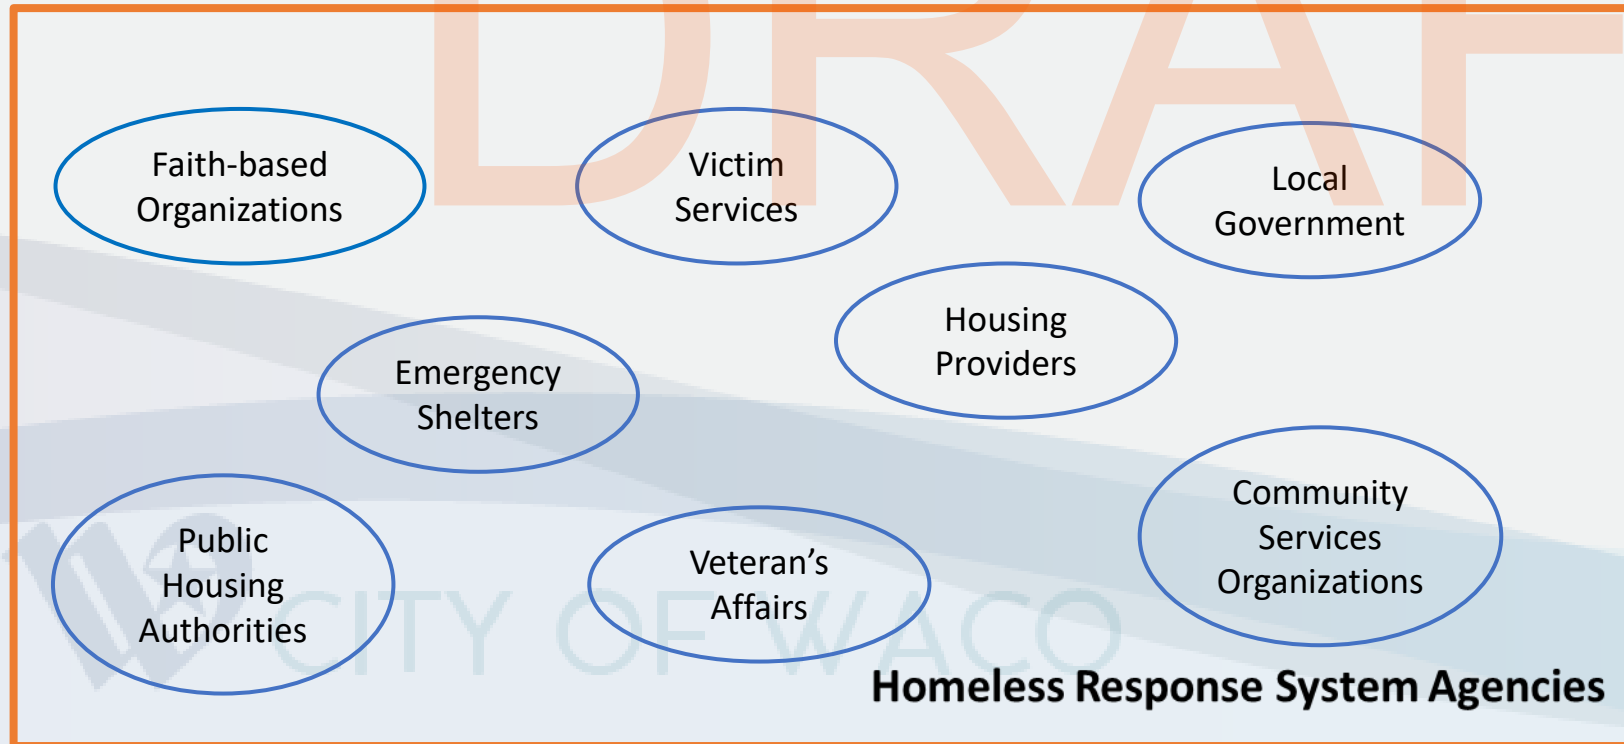 DRAF
Faith-based
Organizations
Victim
Services
Local
Government
Housing
Providers
Emergency
Shelters
Community
Services
Organizations
Public
Housing
Authorities
Veteran’s
Affairs
CITY OF WACO
Homeless Response System Agencies